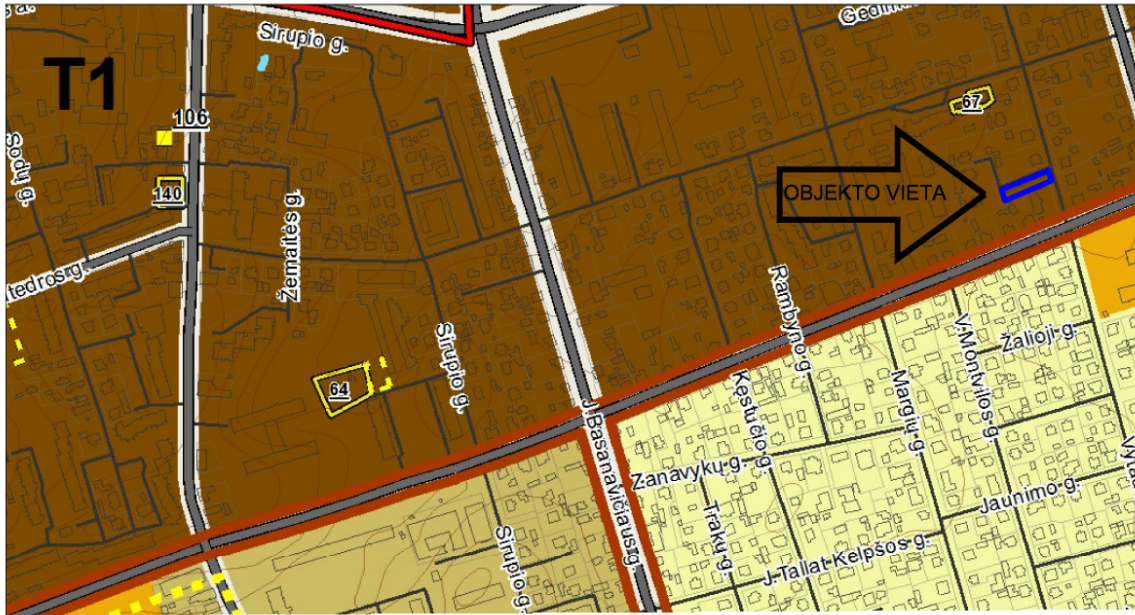 Sirupio g.
T1
106
140
Sodų g.
Žemaitės g.
64
Sirupio g.
67
OBJEKTO VIETA
Rambyno g.
Žalioji g.
V.Montvilos g.
Margių g.
Kęstučio g.
J.Basanavičiaus g.
Zanavykų g.
Jaunimo g.
Trakų g.
Sirupio g.
J.Tallat Kelpšos g.